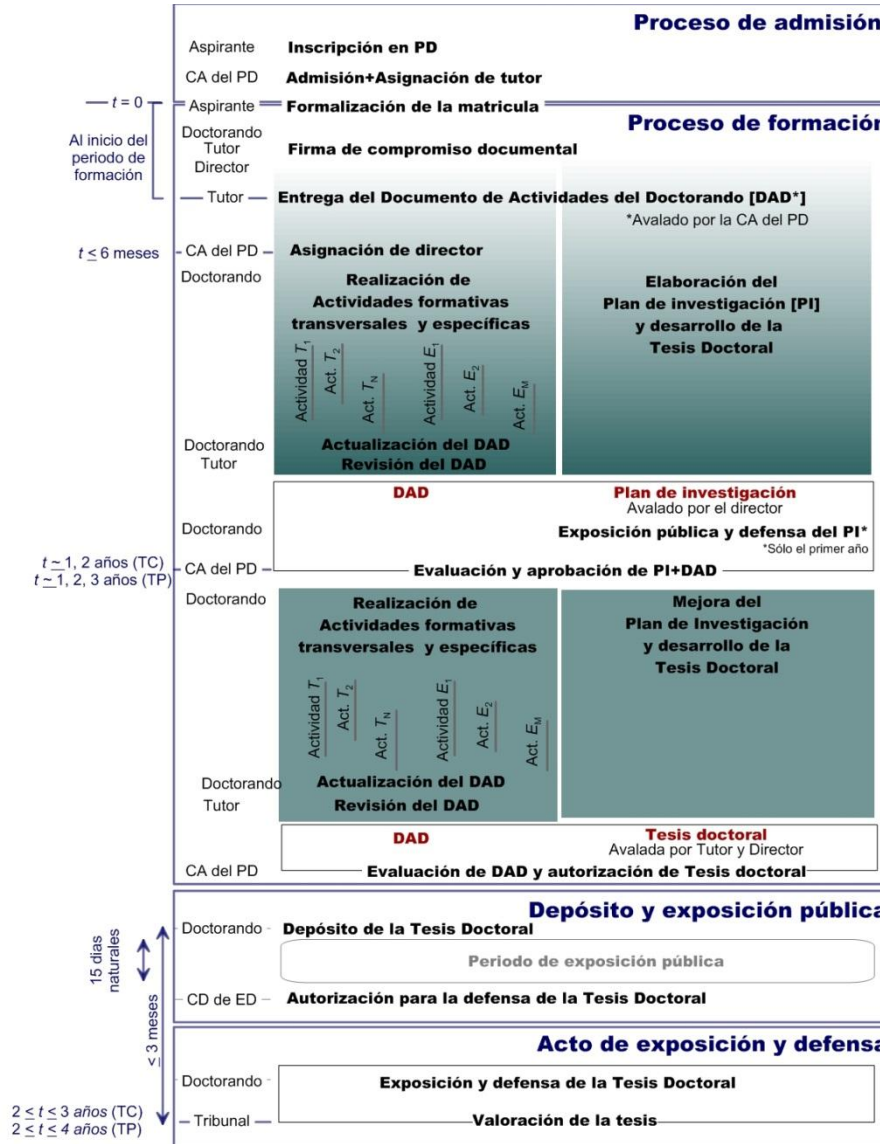 Proceso de admisión
Aspirante Inscripción en PD
CA del PD Admisión+Asignación de tutor
t = 0 Aspirante Formalización de la matricula
Proceso de formación
Al inicio del
periodo de
formación
Doctorando
Tutor
Director
Firma de compromiso documental
Tutor Entrega del Documento de Actividades del Doctorando [DAD*]
*Avalado por la CA del PD
t ≤ 6 meses CA del PD Asignación de director
Doctorando
Realización de
Actividades formativas
transversales y específicas
Elaboración del
Plan de investigación [PI]
y desarrollo de la
Tesis Doctoral
Actividad T1
Act. T2
Act. TN
Actividad E1
Act. E2
Act. EM
Doctorando Actualización del DAD
Tutor Revisión del DAD
DAD
Plan de investigación
Avalado por el director
Doctorando Exposición pública y defensa del PI*
*Sólo el primer año
t ~ 1, 2 años (TC)
t ~ 1, 2, 3 años (TP)
CA del PD Evaluación y aprobación de PI+DAD
Doctorando
Realización de
Actividades formativas
transversales y específicas
Mejora del
Plan de Investigación
y desarrollo de la
Tesis Doctoral
Actividad T1
Act. T2
Act. TN
Actividad E1
Act. E2
Act. EM
Doctorando Actualización del DAD
Tutor Revisión del DAD
DAD
Tesis doctoral
Avalada por Tutor y Director
CA del PD Evaluación de DAD y autorización de Tesis doctoral
Depósito y exposición pública
Doctorando Depósito de la Tesis Doctoral
15 dias
naturales
Periodo de exposición pública
CD de ED Autorización para la defensa de la Tesis Doctoral
≤ 3 meses
Acto de exposición y defensa
Doctorando Exposición y defensa de la Tesis Doctoral
2 ≤ t ≤ 3 años (TC)
2 ≤ t ≤ 4 años (TP)
Tribunal Valoración de la tesis